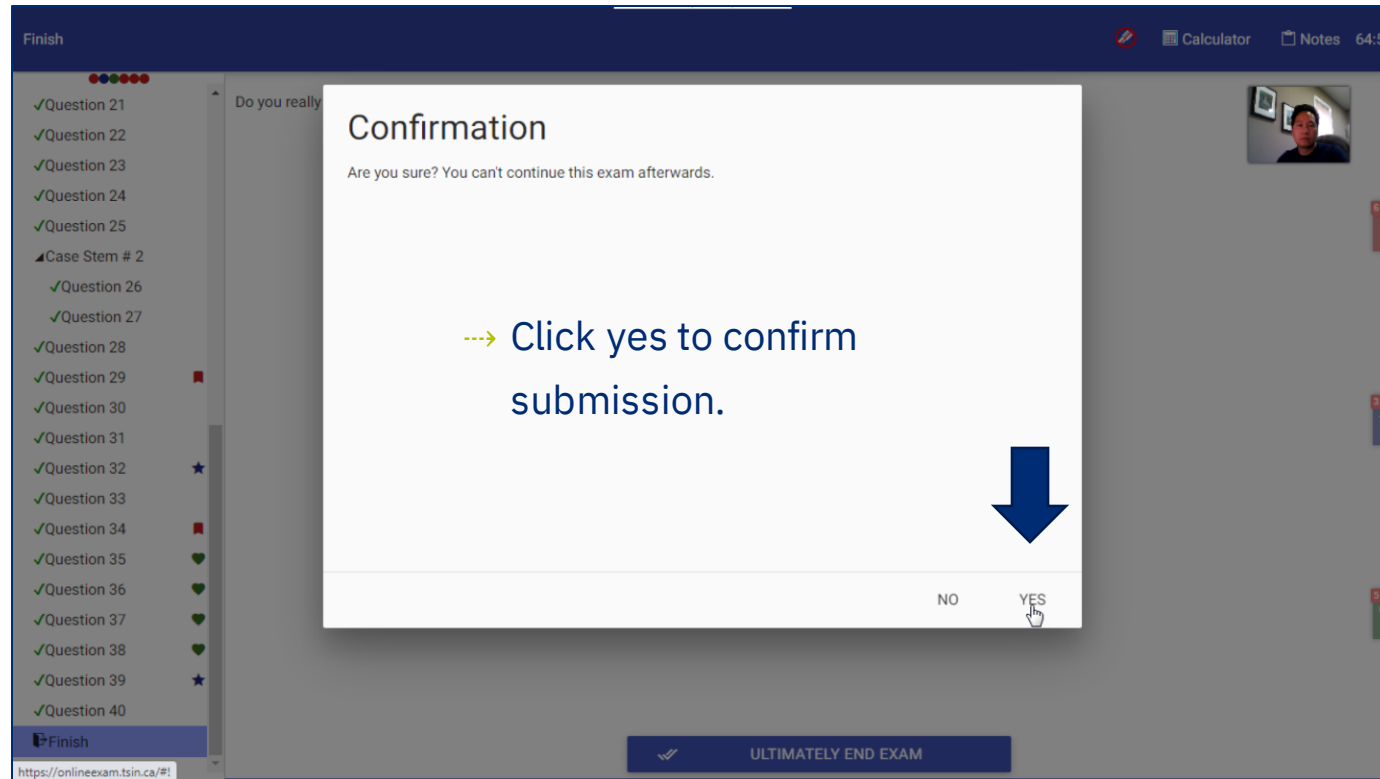 Finish
Calculator
Notes
64:5
Question 21
Question 22
Question 23
Question 24
Question 25
Case Stem # 2
Question 26
Question 27
Question 28
Question 29
Question 30
Question 31
Question 32
Question 33
Question 34
Question 35
Question 36
Question 37
Question 38
Question 39
Question 40
Finish
https://onlineexam.tsin.ca/#!
Do you really
Confirmation
Are you sure? You can't continue this exam afterwards.
Click yes to confirm
submission.
NO
YES
ULTIMATELY END EXAM